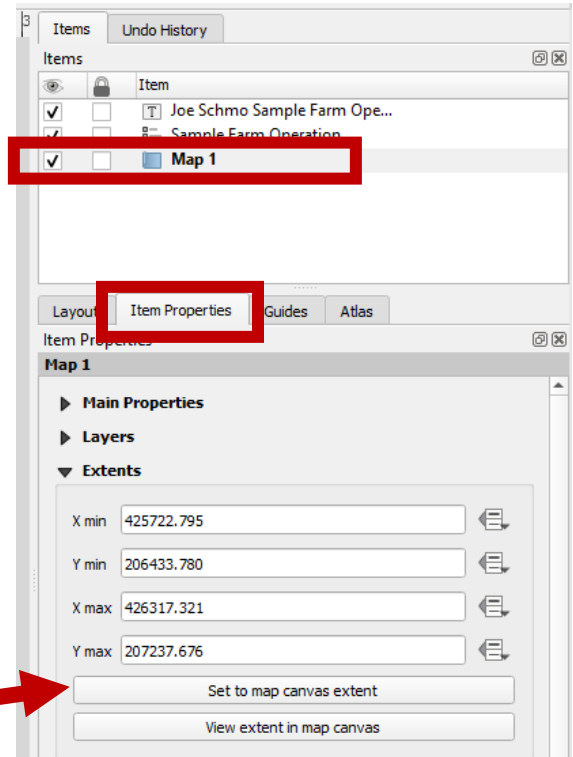 3
Items Undo History
Items
Item
Joe Schmo Sample Farm Ope...
Sample Farm Operation
Map 1
Layout Item Properties Guides Atlas
Item Properties
Map 1
Main Properties
Layers
Extents
X min 425722.795
Y min 206433.780
X max 426317.321
Y max 207237.676
Set to map canvas extent
View extent in map canvas